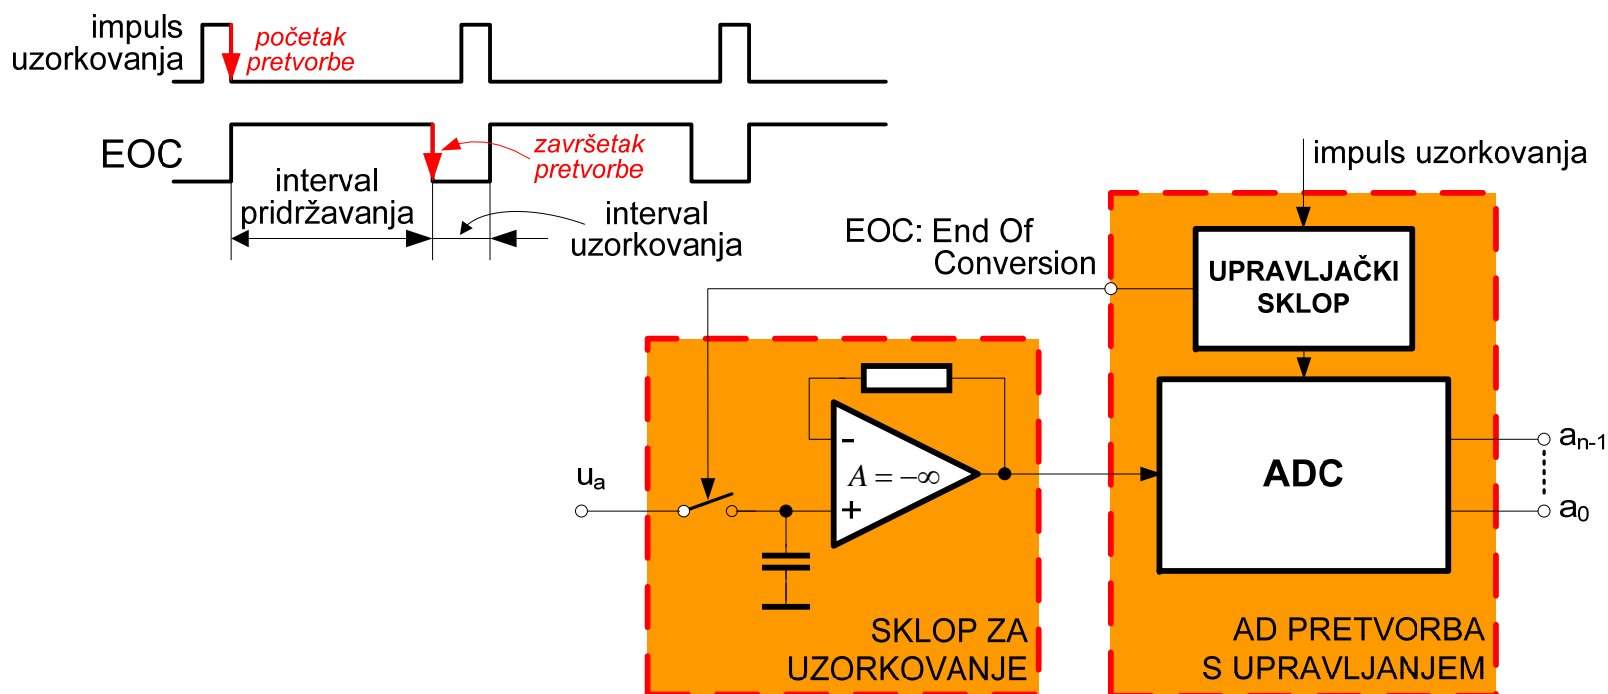 impuls
uzorkovanja
početak
pretvorbe
EOC
završetak
pretvorbe
interval
pridržavanja
interval
uzorkovanja
impuls uzorkovanja
EOC: End Of
Conversion
UPRAVLJAČKI
SKLOP
-
A = −∞
+
uₐ
ADC
aₙ₋₁
a₀
SKLOP ZA
UZORKOVANJE
AD PRETVORBA
S UPRAVLJANJEM